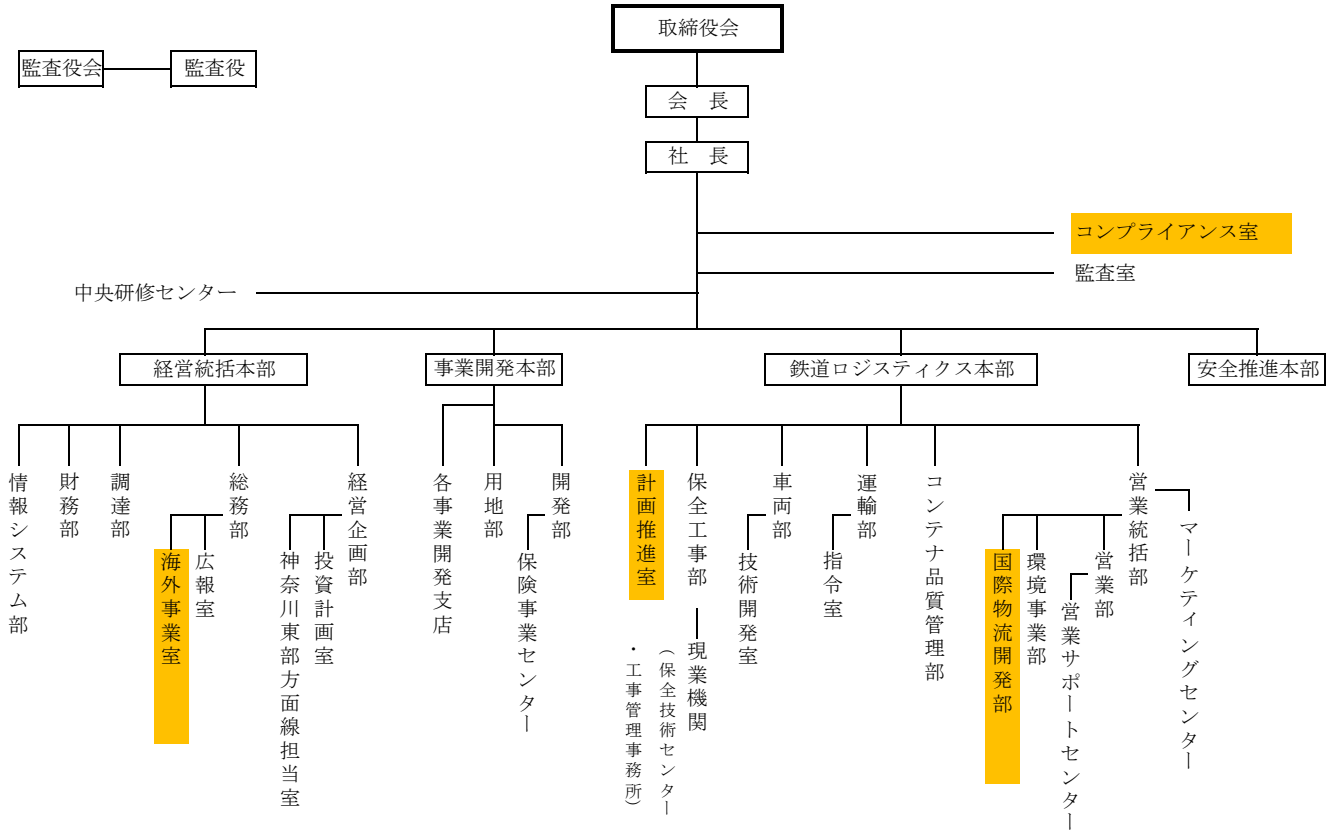 取締役会
監査役会
監査役
会　長
社　長
コンプライアンス室
監査室
中央研修センター
経営統括本部
事業開発本部
鉄道ロジスティクス本部
安全推進本部
情報システム部
財務部
調達部
総務部
海外事業室
広報室
経営企画部
神奈川東部方面線担当室
投資計画室
各事業開発支店
用地部
開発部
保険事業センター
計画推進室
保全工事部
現業機関
（保全技術センター
・工事管理事務所）
車両部
技術開発室
運輸部
指令室
コンテナ品質管理部
営業統括部
国際物流開発部
環境事業部
営業部
営業サポートセンター
マーケティングセンター